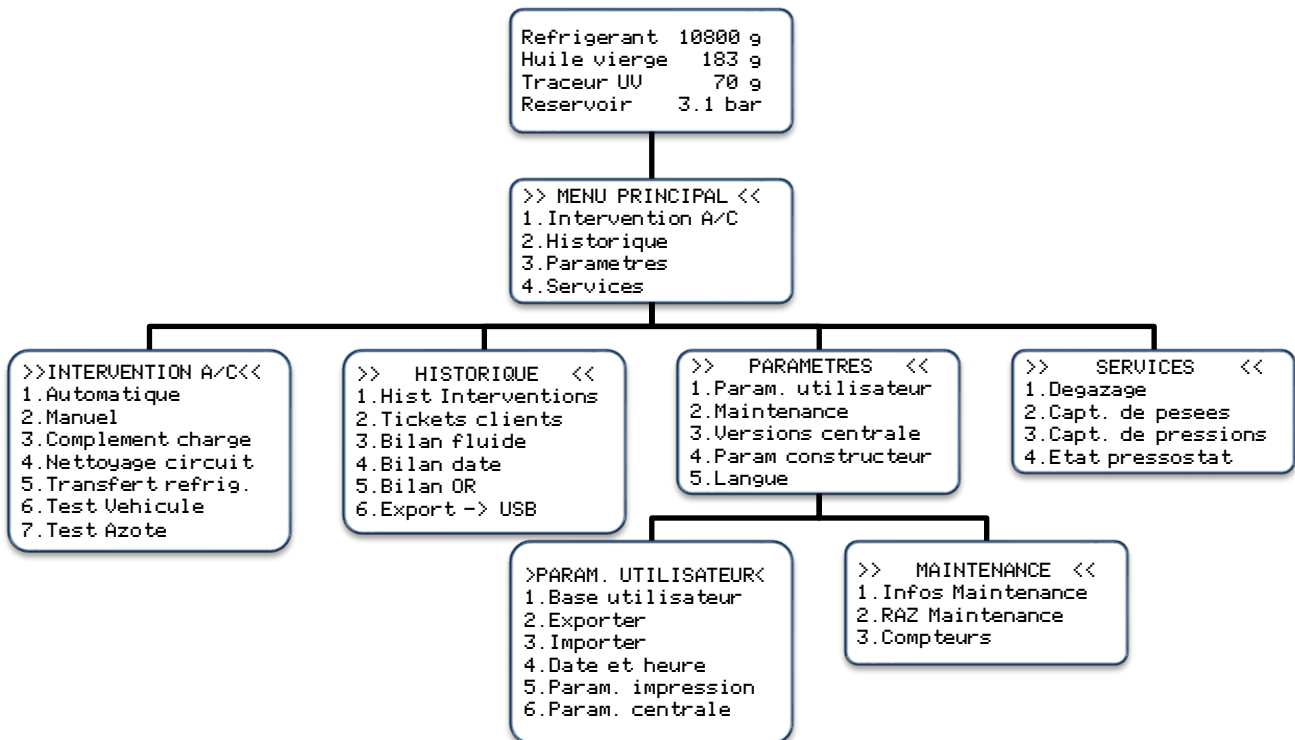 Refrigerant 10800 g
Huile vierge 183 g
Traceur UV 70 g
Reservoir 3.1 bar
>> MENU PRINCIPAL <<
1.Intervention A/C
2.Historique
3.Parametres
4.Services
>>INTERVENTION A/C<<
1.Automatique
2.Manuel
3.Complement charge
4.Nettoyage circuit
5.Transfert refrig.
6.Test Vehicule
7.Test Azote
>> HISTORIQUE <<
1.Hist Interventions
2.Tickets clients
3.Bilan fluide
4.Bilan date
5.Bilan OR
6.Export -> USB
>> PARAMETRES <<
1.Param. utilisateur
2.Maintenance
3.Versions centrale
4.Param constructeur
5.Langue
>> SERVICES <<
1.Degazage
2.Capt. de pesees
3.Capt. de pressions
4.Etat pressostat
>PARAM. UTILISATEUR<
1.Base utilisateur
2.Exporter
3.Importer
4.Date et heure
5.Param. impression
6.Param. centrale
>> MAINTENANCE <<
1.Infos Maintenance
2.RAZ Maintenance
3.Compteurs